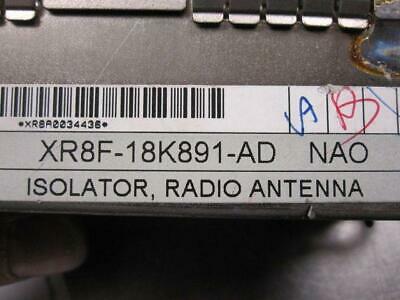 *XR8A0034436*
XR8F-18K891-AD NAO
ISOLATOR, RADIO ANTENNA